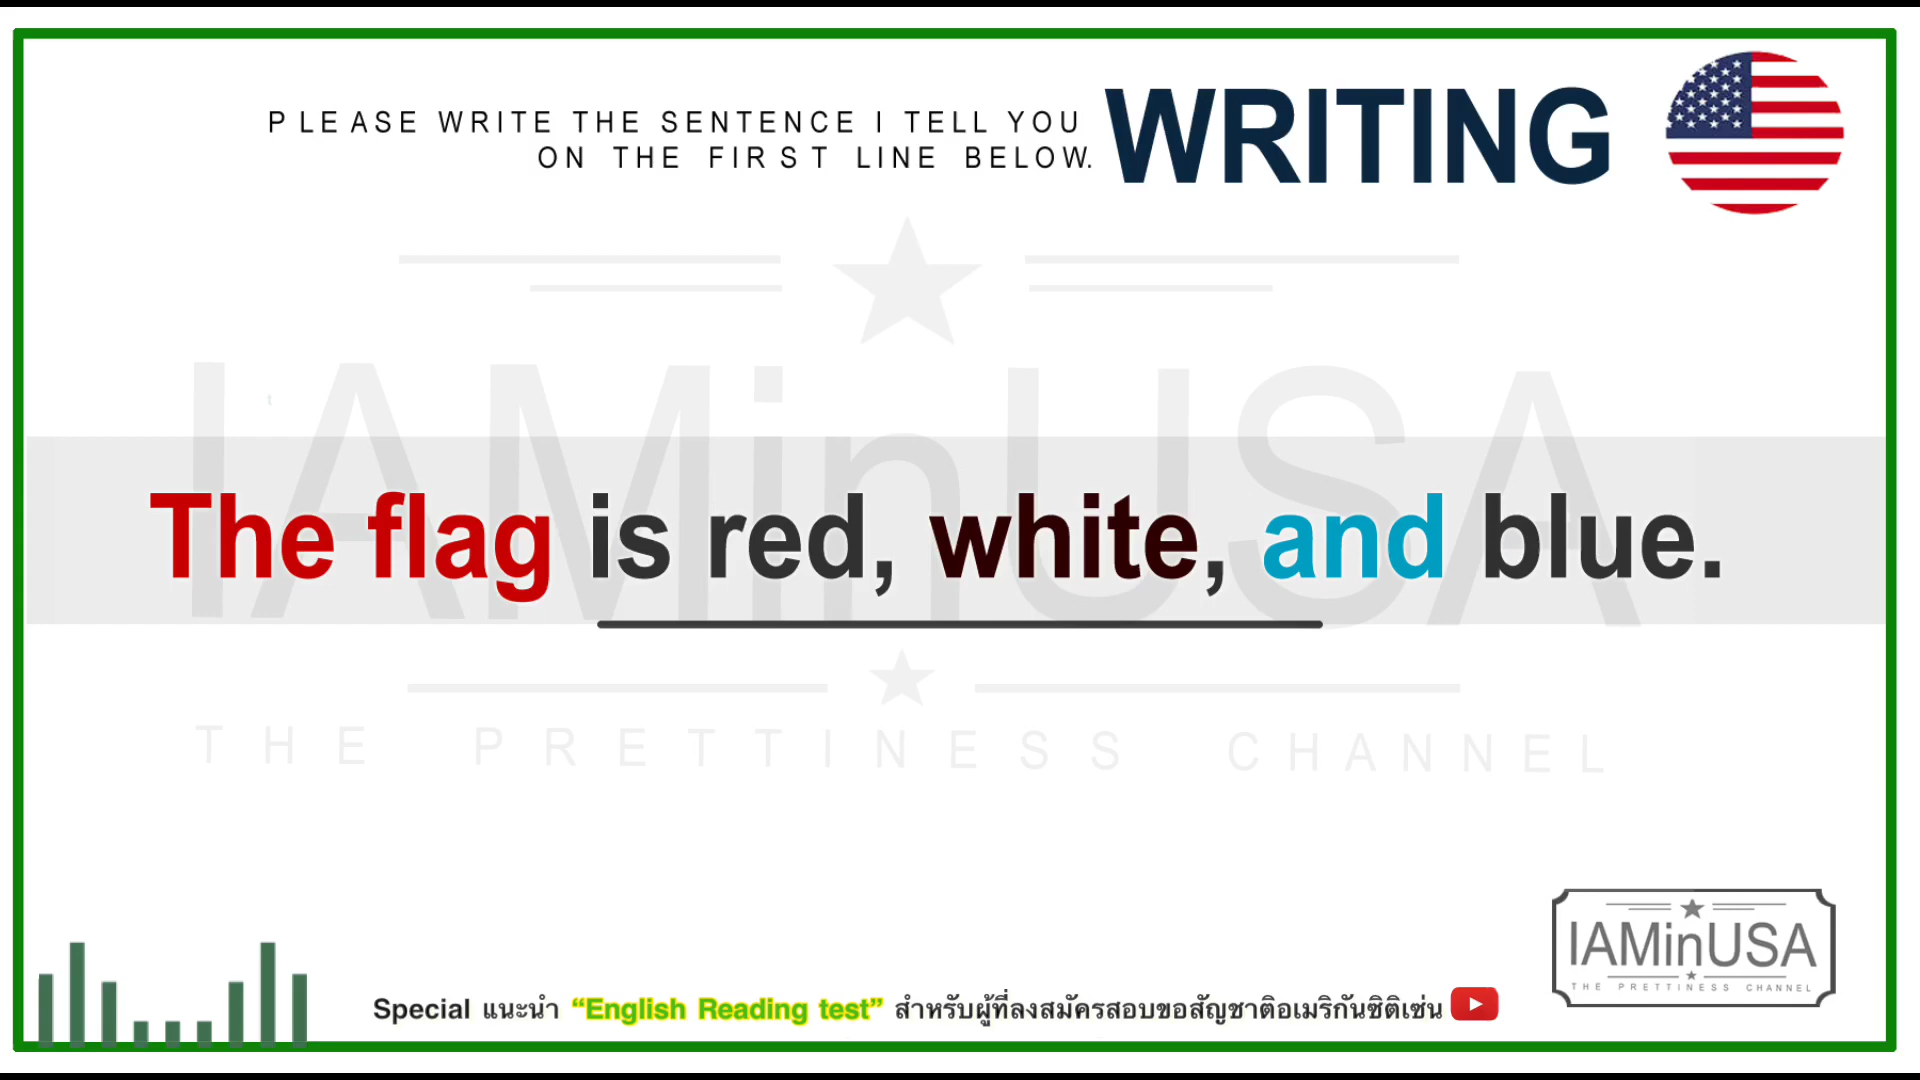 PLEASE WRITE THE SENTENCE I TELL YOU
ON THE FIRST LINE BELOW.
WRITING
IAMinUSA
The flag is red, white, and blue.
THE PRETTINESS CHANNEL
IAMinUSA
THE PRETTINESS CHANNEL
Special แนะนำ “English Reading test” สำหรับผู้ที่ลงสมัครสอบขอสัญชาติอเมริกันซิติเซ่น